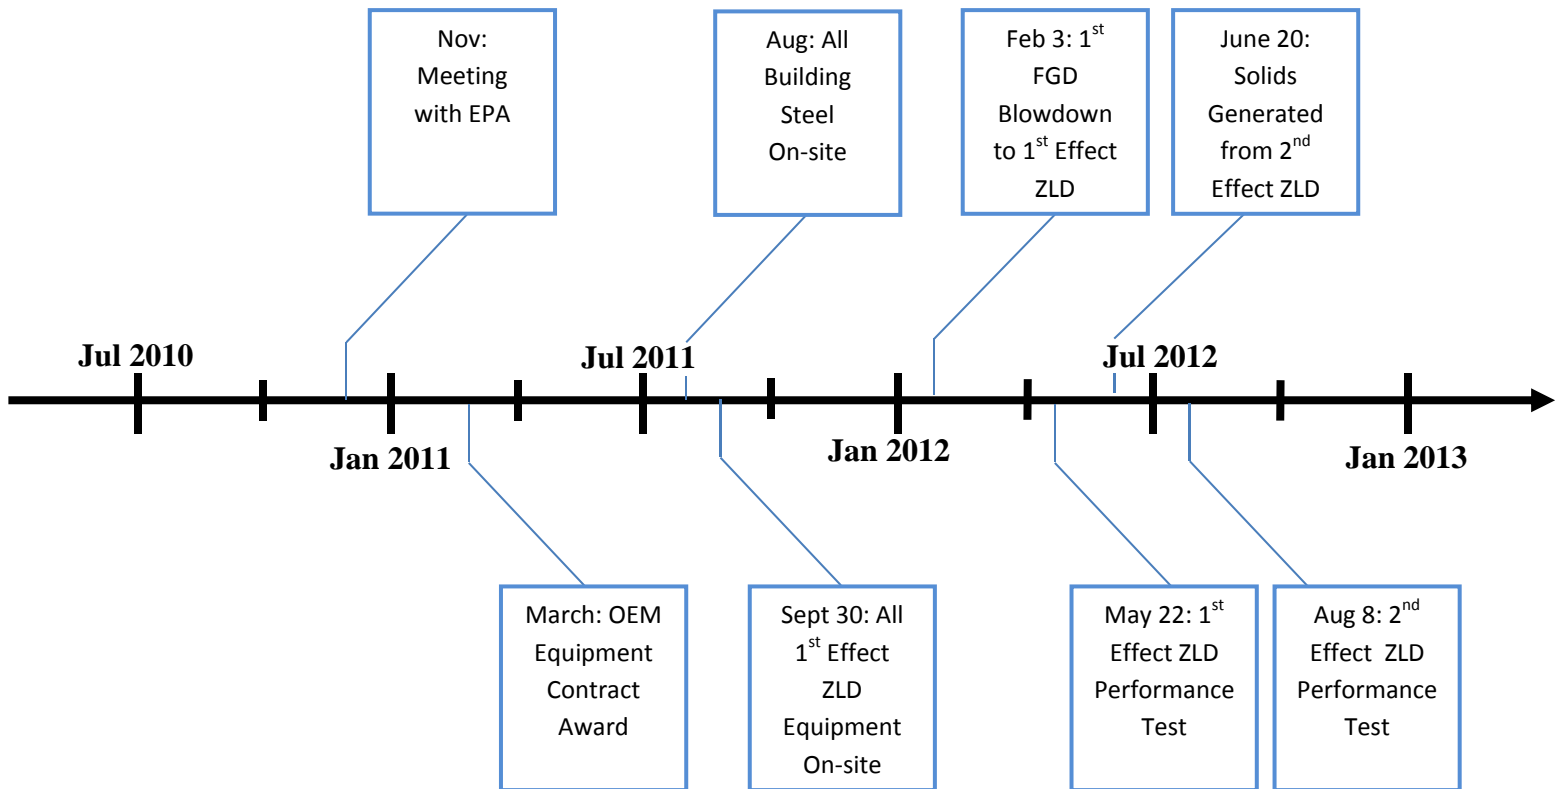 Nov:
Meeting
with EPA
Aug: All
Building
Steel
On-site
Feb 3: 1st
FGD
Blowdown
to 1st Effect
ZLD
June 20:
Solids
Generated
from 2nd
Effect ZLD
Jul 2010
Jul 2011
Jul 2012
Jan 2011
Jan 2012
Jan 2013
March: OEM
Equipment
Contract
Award
Sept 30: All
1st Effect
ZLD
Equipment
On-site
May 22: 1st
Effect ZLD
Performance
Test
Aug 8: 2nd
Effect ZLD
Performance
Test